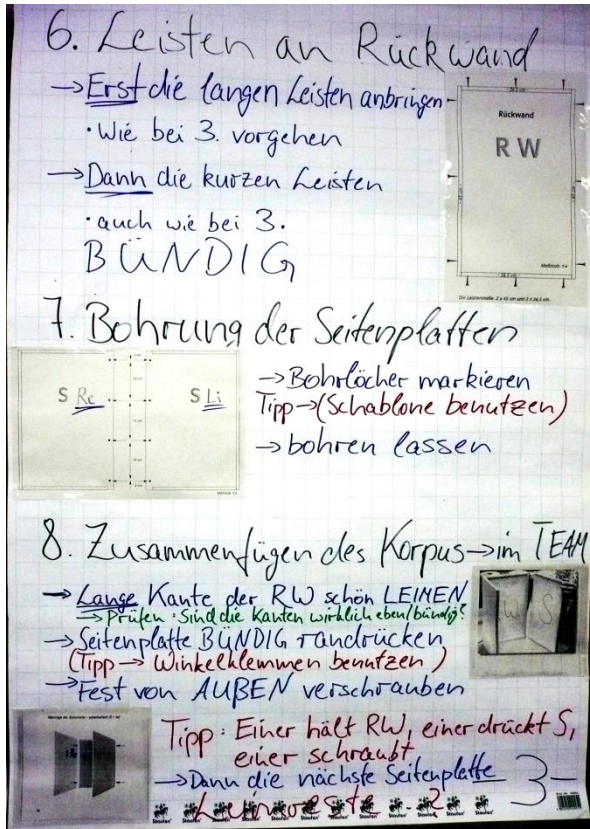 6. Leisten an Rückwand
→ Erst die langen Leisten anbringen
• Wie bei 3. vorgehen
→ Dann die kurzen Leisten
• auch wie bei 3.
BÜNDIG
Rückwand
RW
7. Bohrung der Seitenplatten
S Re
S Li
→ Bohrlöcher markieren
Tipp → (Schablone benutzen)
→ bohren lassen
8. Zusammenfügen des Korpus → im TEAM
→ Lange Kante der RW schön LEIMEN
→ Prüfen • Sind die Kanten wirklich eben/bündig?
→ Seitenplatte BÜNDIG randrücken
(Tipp → Winkelklemmen benutzen)
→ Fest von AUßEN verschrauben
Tipp: Einer hält RW, einer drückt S,
einer schraubt
→ Dann die nächste Seitenplatte
-3-